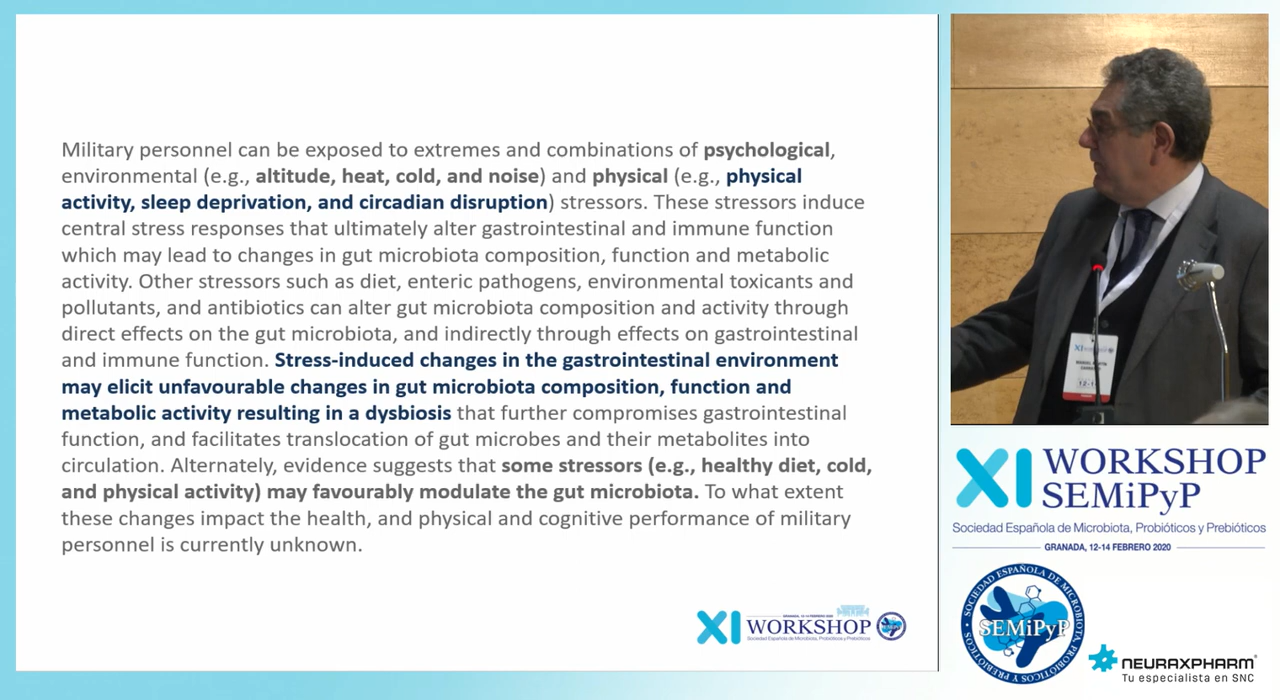 Military personnel can be exposed to extremes and combinations of psychological,
environmental (e.g., altitude, heat, cold, and noise) and physical (e.g., physical
activity, sleep deprivation, and circadian disruption) stressors. These stressors induce
central stress responses that ultimately alter gastrointestinal and immune function
which may lead to changes in gut microbiota composition, function and metabolic
activity. Other stressors such as diet, enteric pathogens, environmental toxicants and
pollutants, and antibiotics can alter gut microbiota composition and activity through
direct effects on the gut microbiota, and indirectly through effects on gastrointestinal
and immune function. Stress-induced changes in the gastrointestinal environment
may elicit unfavourable changes in gut microbiota composition, function and
metabolic activity resulting in a dysbiosis that further compromises gastrointestinal
function, and facilitates translocation of gut microbes and their metabolites into
circulation. Alternately, evidence suggests that some stressors (e.g., healthy diet, cold,
and physical activity) may favourably modulate the gut microbiota. To what extent
these changes impact the health, and physical and cognitive performance of military
personnel is currently unknown.
GRANADA, 12-14 FEBRERO 2020
XI WORKSHOP
Sociedad Española de Microbiota, Probióticos y Prebióticos
XI WORKSHOP
SEMiPyP
Sociedad Española de Microbiota, Probióticos y Prebióticos
GRANADA, 12-14 FEBRERO 2020
SOCIEDAD ESPAÑOLA DE MICROBIOTA, PROBIÓTICOS Y PREBIÓTICOS
SEMiPyP
NEURAXPHARM
Tu especialista en SNC